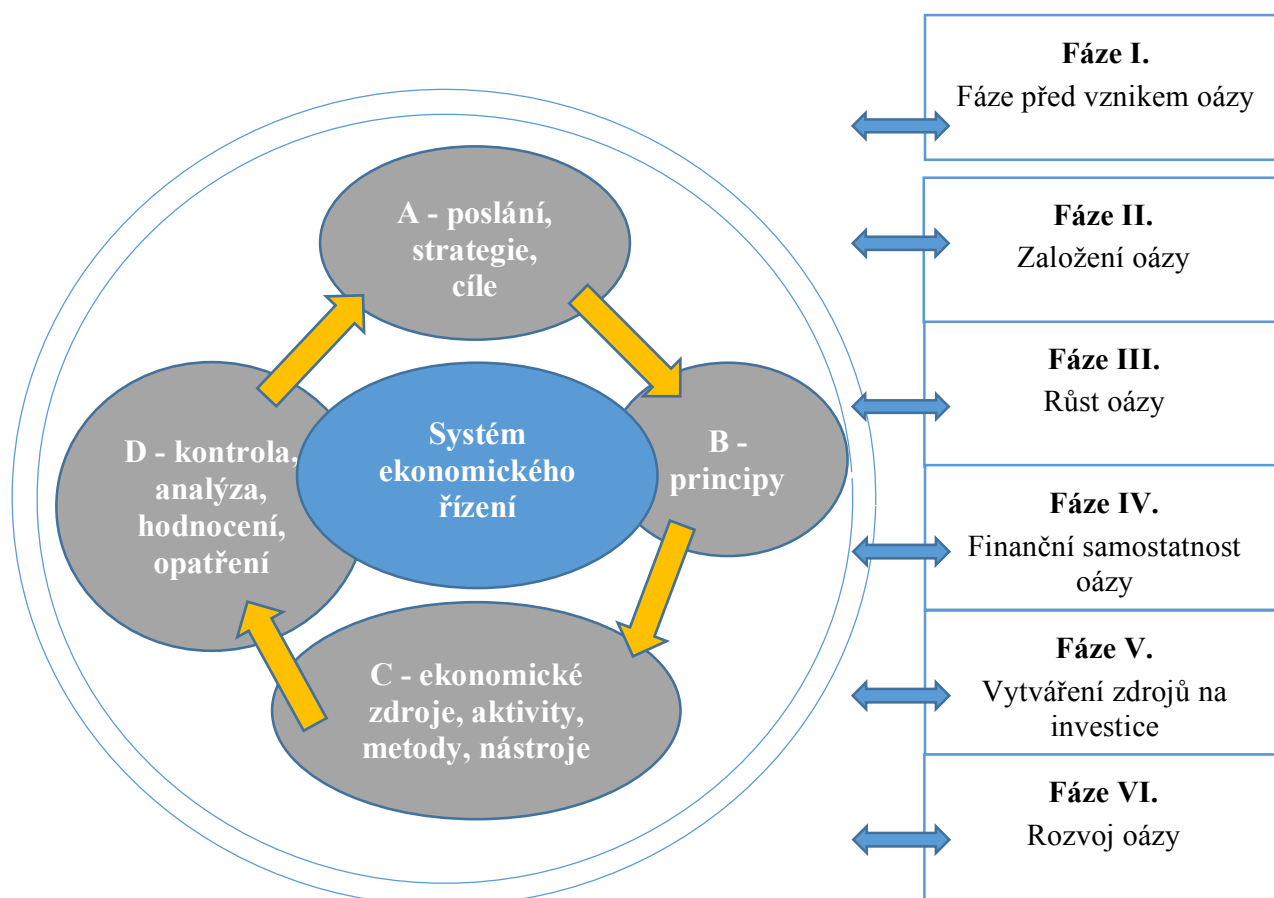 A - poslání,
strategie,
cíle
B -
principy
C - ekonomické
zdroje, aktivity,
metody, nástroje
D - kontrola,
analýza,
hodnocení,
opatření
Systém
ekonomického
řízení
Fáze I.
Fáze před vznikem oázy
Fáze II.
Založení oázy
Fáze III.
Růst oázy
Fáze IV.
Finanční samostatnost
oázy
Fáze V.
Vytváření zdrojů na
investice
Fáze VI.
Rozvoj oázy